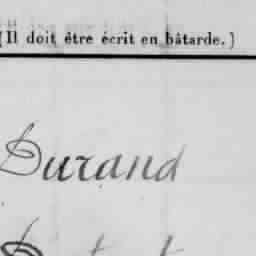 (Il doit être écrit en bâtarde.)
Durand